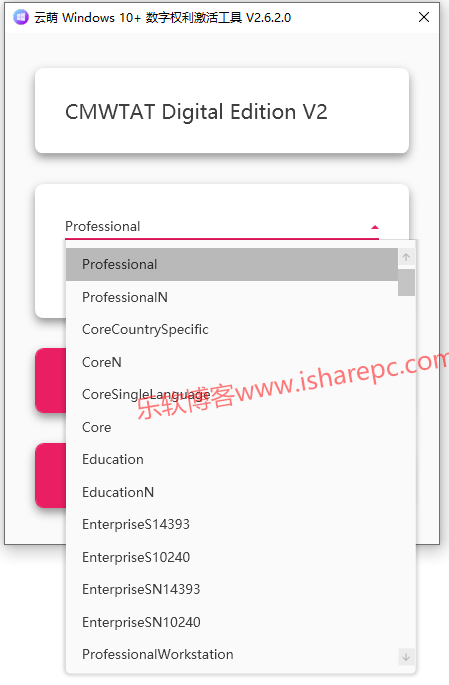 云萌 Windows 10+ 数字权利激活工具 V2.6.2.0
CMWTAT Digital Edition V2
Professional
Professional
ProfessionalN
CoreCountrySpecific
CoreN
CoreSingleLanguage
乐软博客www.isharepc.com
Core
Education
EducationN
EnterpriseS14393
EnterpriseS10240
EnterpriseSN14393
EnterpriseSN10240
ProfessionalWorkstation